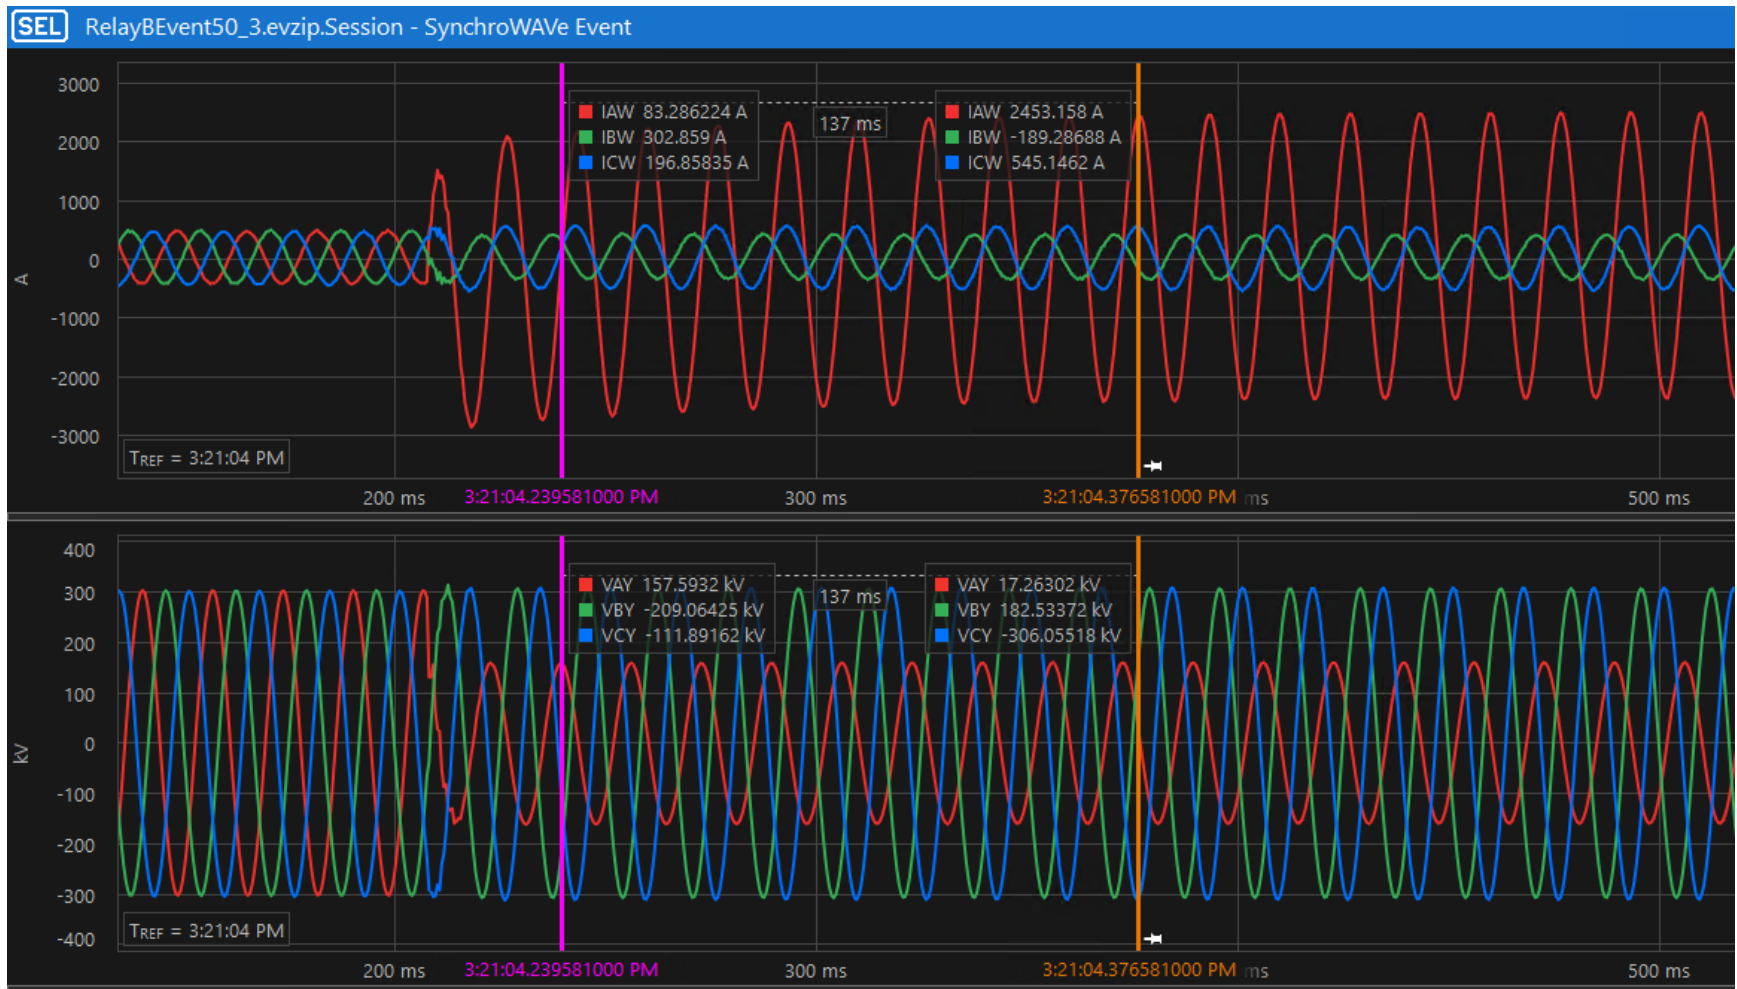 SEL RelayBEvent50_3.evzip.Session - SynchroWAVe Event
3000
2000
1000
0
-1000
-2000
-3000
A
IAW 83.286224 A
IBW 302.859 A
ICW 196.85835 A
137 ms
IAW 2453.158 A
IBW -189.28688 A
ICW 545.1462 A
TREF = 3:21:04 PM
200 ms 3:21:04.239581000 PM 300 ms 3:21:04.376581000 PM ms 500 ms
400
300
200
100
0
-100
-200
-300
-400
kV
VAY 157.5932 kV
VBY -209.06425 kV
VCY -111.89162 kV
137 ms
VAY 17.26302 kV
VBY 182.53372 kV
VCY -306.05518 kV
TREF = 3:21:04 PM
200 ms 3:21:04.239581000 PM 300 ms 3:21:04.376581000 PM ms 500 ms